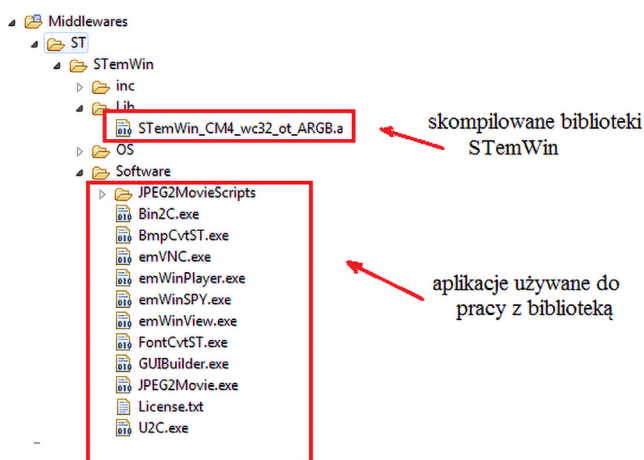 Middlewares
ST
STemWin
inc
Lib
STemWin_CM4_wc32_ot_ARGB.a
OS
Software
JPEG2MovieScripts
Bin2C.exe
BmpCvtST.exe
emVNC.exe
emWinPlayer.exe
emWinSPY.exe
emWinView.exe
FontCvtST.exe
GUIBuilder.exe
JPEG2Movie.exe
License.txt
U2C.exe
skompilowane biblioteki
STemWin
aplikacje używane do
pracy z biblioteką